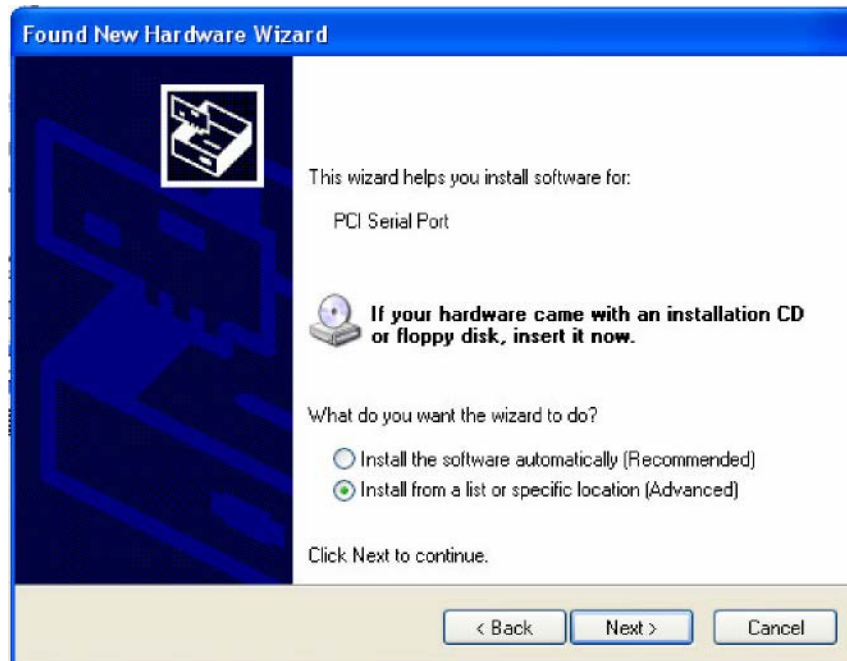 Found New Hardware Wizard
This wizard helps you install software for:
PCI Serial Port
If your hardware came with an installation CD
or floppy disk, insert it now.
What do you want the wizard to do?
Install the software automatically (Recommended)
Install from a list or specific location (Advanced)
Click Next to continue.
< Back
Next >
Cancel